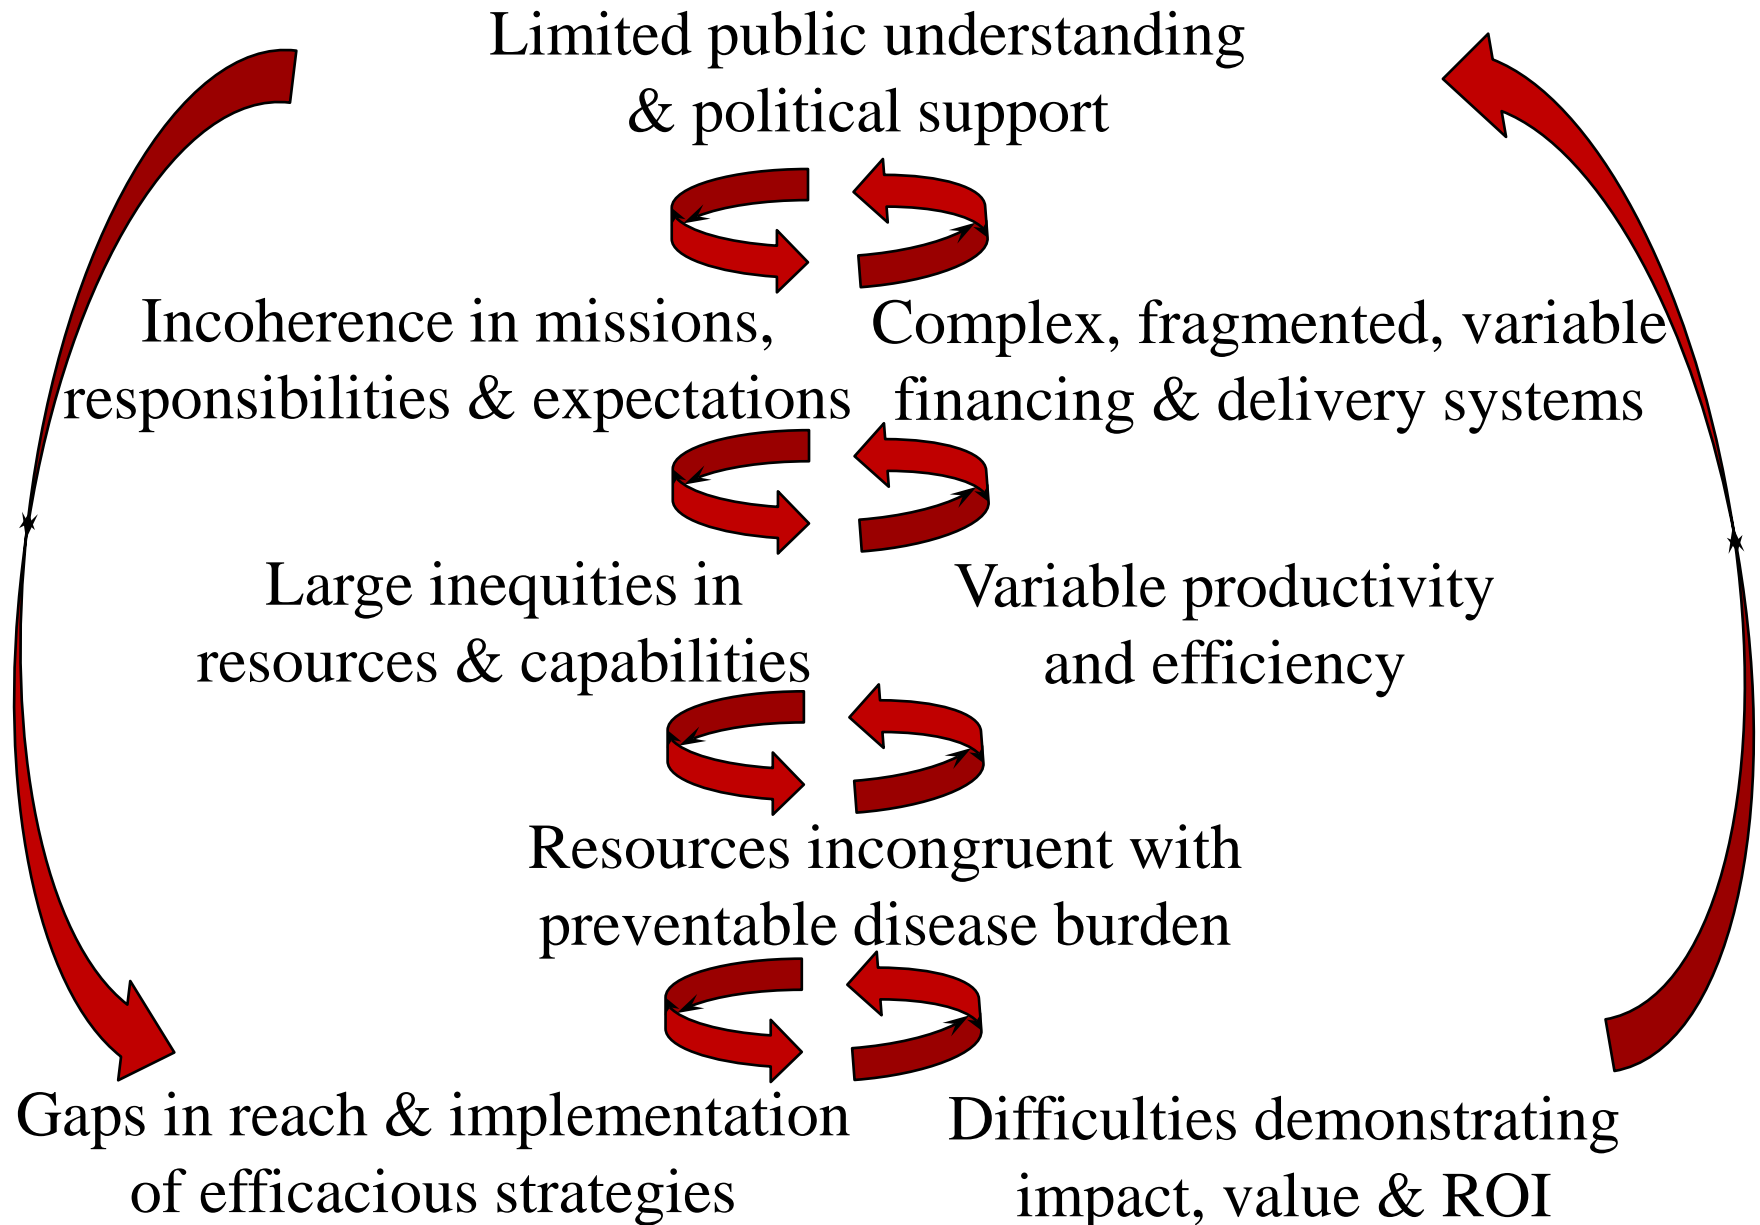 Limited public understanding
& political support
Incoherence in missions,
responsibilities & expectations
Complex, fragmented, variable
financing & delivery systems
Large inequities in
resources & capabilities
Variable productivity
and efficiency
Resources incongruent with
preventable disease burden
Gaps in reach & implementation
of efficacious strategies
Difficulties demonstrating
impact, value & ROI